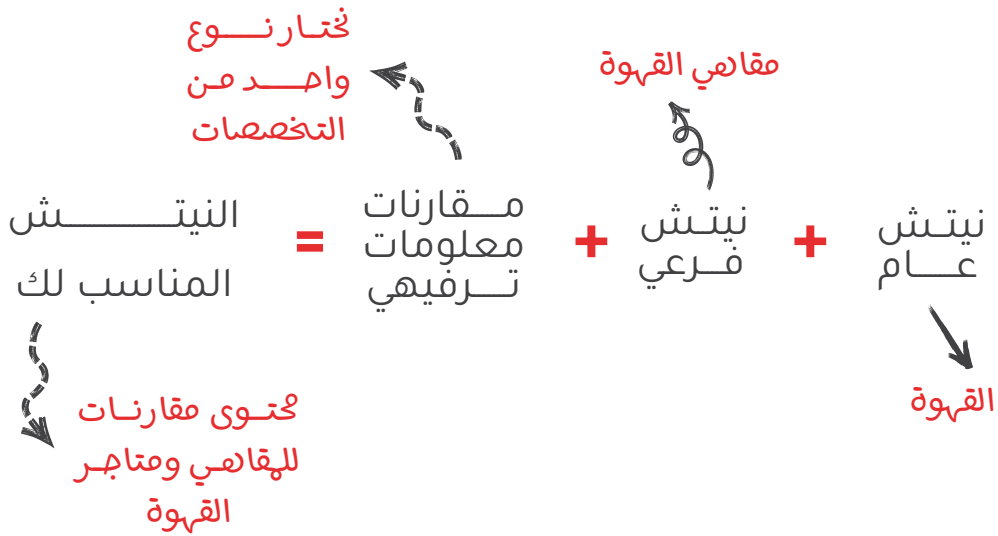 نيتش
عام
القهوة
+
نيتش
فرعي
مقاهي القهوة
+
مقارنات
معلومات
ترفيهي
نختار نوع
واحد من
التخصصات
=
النيتش
المناسب لك
محتوى مقارنات
للمقاهي ومتاجر
القهوة